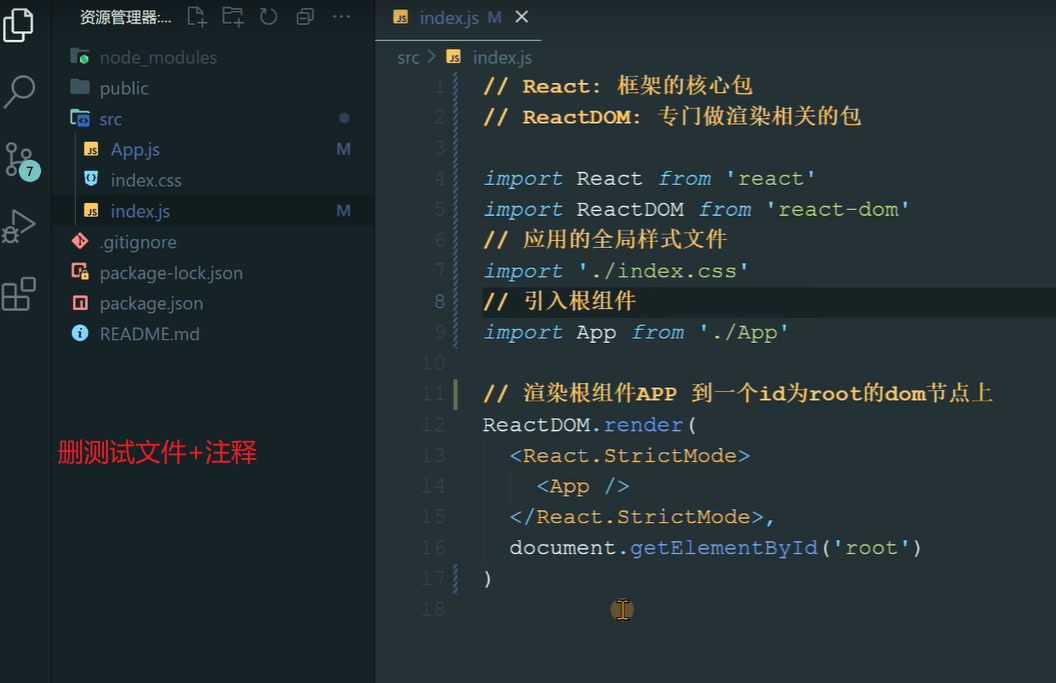 资源管理器:...
node_modules
public
src
App.js M
index.css
index.js M
.gitignore
package-lock.json
package.json
README.md
7
删测试文件+注释
JS index.js M
src > JS index.js
1 // React: 框架的核心包
2 // ReactDOM: 专门做渲染相关的包
3
4 import React from 'react'
5 import ReactDOM from 'react-dom'
6 // 应用的全局样式文件
7 import './index.css'
8 // 引入根组件
9 import App from './App'
10
11 // 渲染根组件APP 到一个id为root的dom节点上
12 ReactDOM.render(
13 <React.StrictMode>
14 <App />
15 </React.StrictMode>,
16 document.getElementById('root')
17 )
18